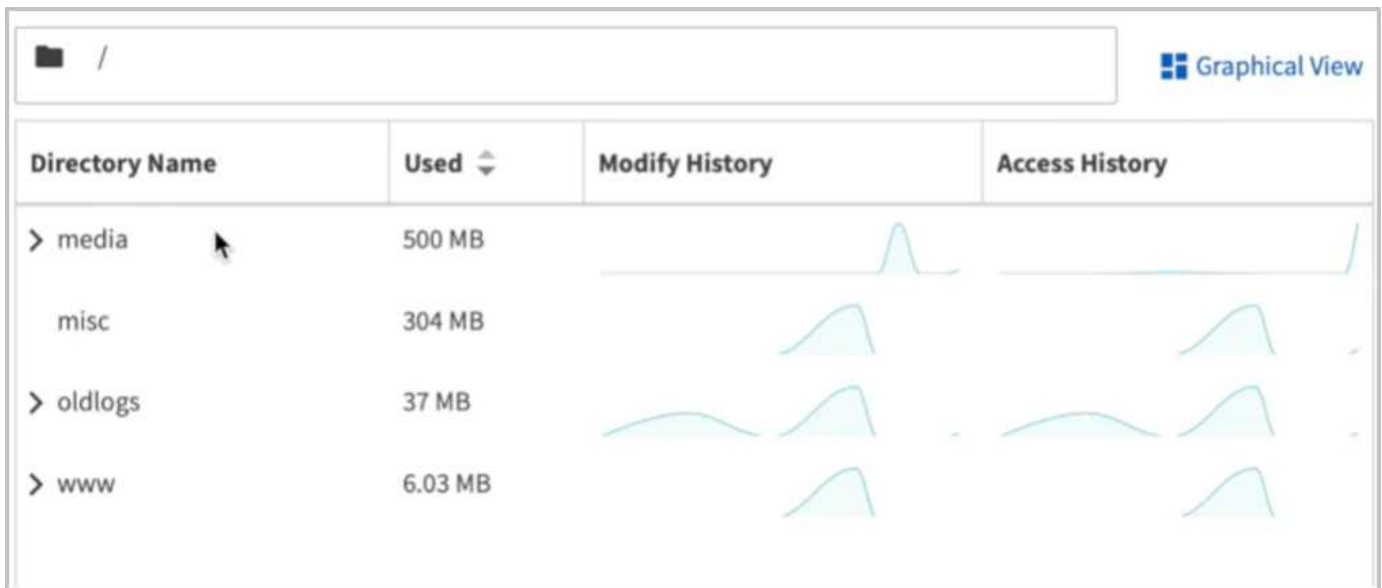 /
Graphical View
Directory Name Used Modify History Access History
media 500 MB
misc 304 MB
oldlogs 37 MB
www 6.03 MB